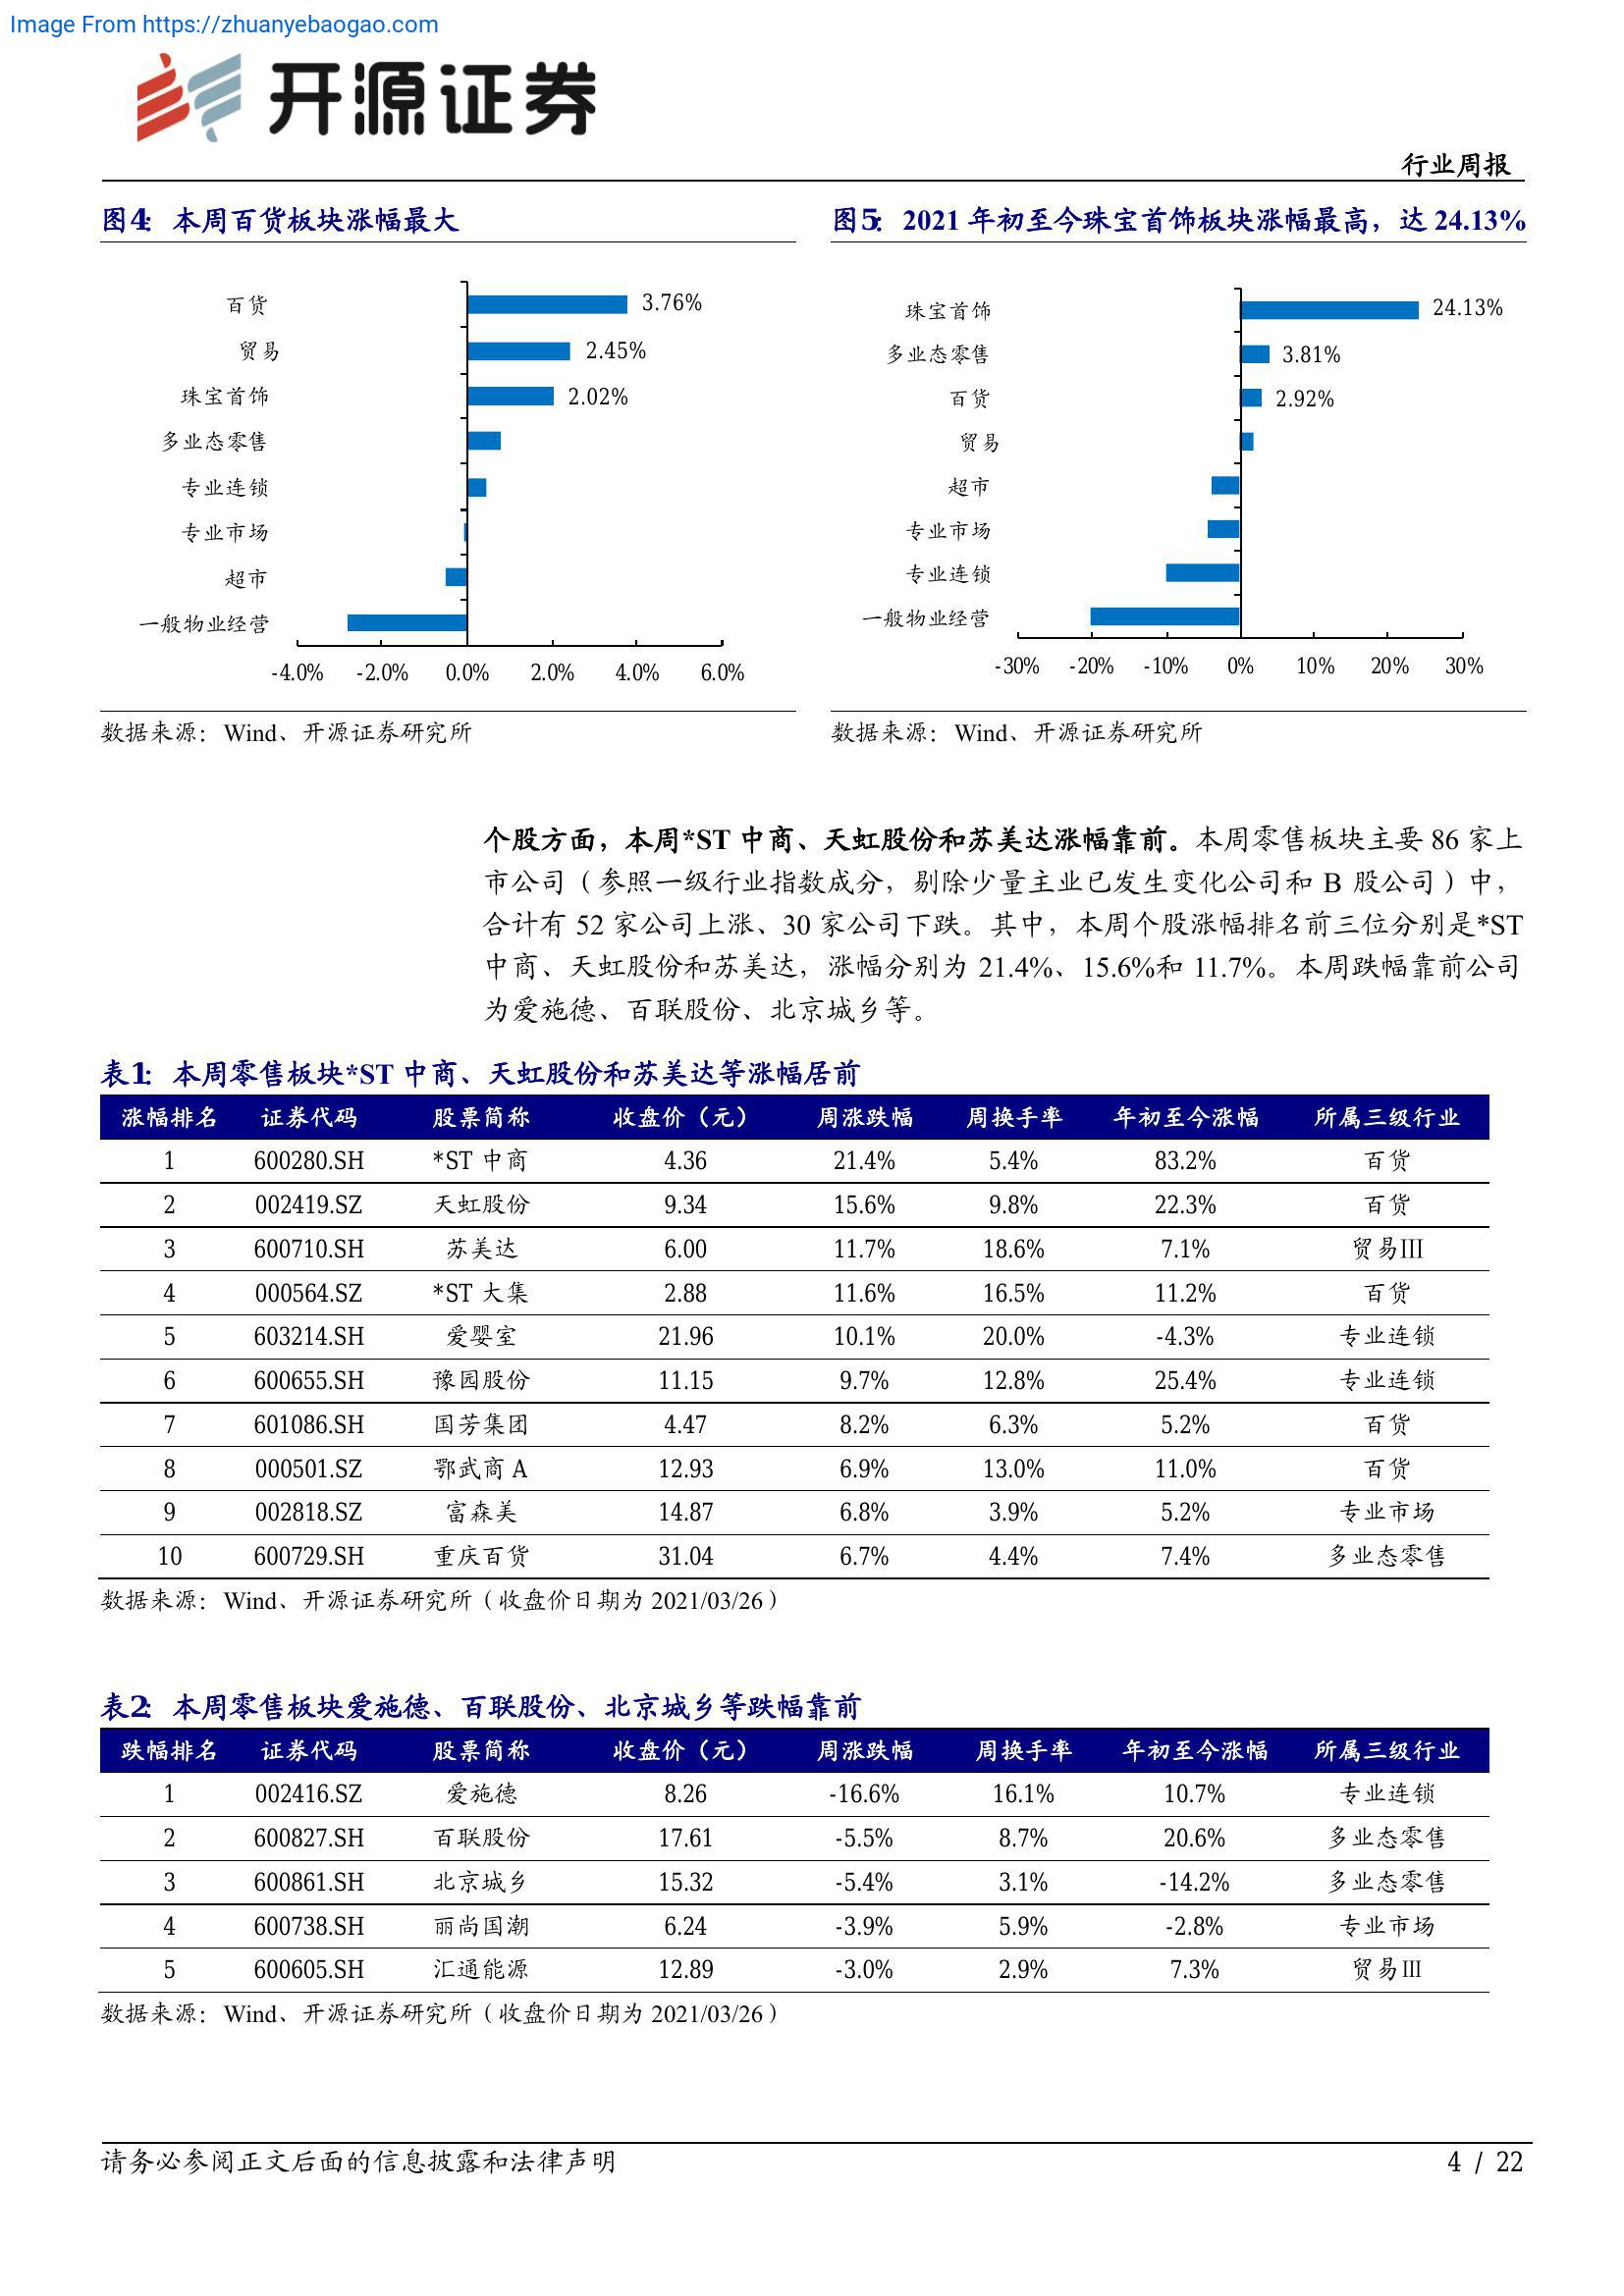 Image From https://zhuanyebaogao.com
开源证券
行业周报
图4：本周百货板块涨幅最大
百货 3.76%
贸易 2.45%
珠宝首饰 2.02%
多业态零售
专业连锁
专业市场
超市
一般物业经营
-4.0% -2.0% 0.0% 2.0% 4.0% 6.0%
数据来源：Wind、开源证券研究所
图5：2021 年初至今珠宝首饰板块涨幅最高，达 24.13%
珠宝首饰 24.13%
多业态零售 3.81%
百货 2.92%
贸易
超市
专业市场
专业连锁
一般物业经营
-30% -20% -10% 0% 10% 20% 30%
数据来源：Wind、开源证券研究所
个股方面，本周*ST 中商、天虹股份和苏美达涨幅靠前。本周零售板块主要 86 家上
市公司（参照一级行业指数成分，剔除少量主业已发生变化公司和 B 股公司）中，
合计有 52 家公司上涨、30 家公司下跌。其中，本周个股涨幅排名前三位分别是*ST
中商、天虹股份和苏美达，涨幅分别为 21.4%、15.6%和 11.7%。本周跌幅靠前公司
为爱施德、百联股份、北京城乡等。
表1：本周零售板块*ST 中商、天虹股份和苏美达等涨幅居前
涨幅排名 证券代码 股票简称 收盘价（元） 周涨跌幅 周换手率 年初至今涨幅 所属三级行业
1 600280.SH *ST 中商 4.36 21.4% 5.4% 83.2% 百货
2 002419.SZ 天虹股份 9.34 15.6% 9.8% 22.3% 百货
3 600710.SH 苏美达 6.00 11.7% 18.6% 7.1% 贸易Ⅲ
4 000564.SZ *ST 大集 2.88 11.6% 16.5% 11.2% 百货
5 603214.SH 爱婴室 21.96 10.1% 20.0% -4.3% 专业连锁
6 600655.SH 豫园股份 11.15 9.7% 12.8% 25.4% 专业连锁
7 601086.SH 国芳集团 4.47 8.2% 6.3% 5.2% 百货
8 000501.SZ 鄂武商 A 12.93 6.9% 13.0% 11.0% 百货
9 002818.SZ 富森美 14.87 6.8% 3.9% 5.2% 专业市场
10 600729.SH 重庆百货 31.04 6.7% 4.4% 7.4% 多业态零售
数据来源：Wind、开源证券研究所（收盘价日期为 2021/03/26）
表2：本周零售板块爱施德、百联股份、北京城乡等跌幅靠前
跌幅排名 证券代码 股票简称 收盘价（元） 周涨跌幅 周换手率 年初至今涨幅 所属三级行业
1 002416.SZ 爱施德 8.26 -16.6% 16.1% 10.7% 专业连锁
2 600827.SH 百联股份 17.61 -5.5% 8.7% 20.6% 多业态零售
3 600861.SH 北京城乡 15.32 -5.4% 3.1% -14.2% 多业态零售
4 600738.SH 丽尚国潮 6.24 -3.9% 5.9% -2.8% 专业市场
5 600605.SH 汇通能源 12.89 -3.0% 2.9% 7.3% 贸易Ⅲ
数据来源：Wind、开源证券研究所（收盘价日期为 2021/03/26）
请务必参阅正文后面的信息披露和法律声明
4 / 22